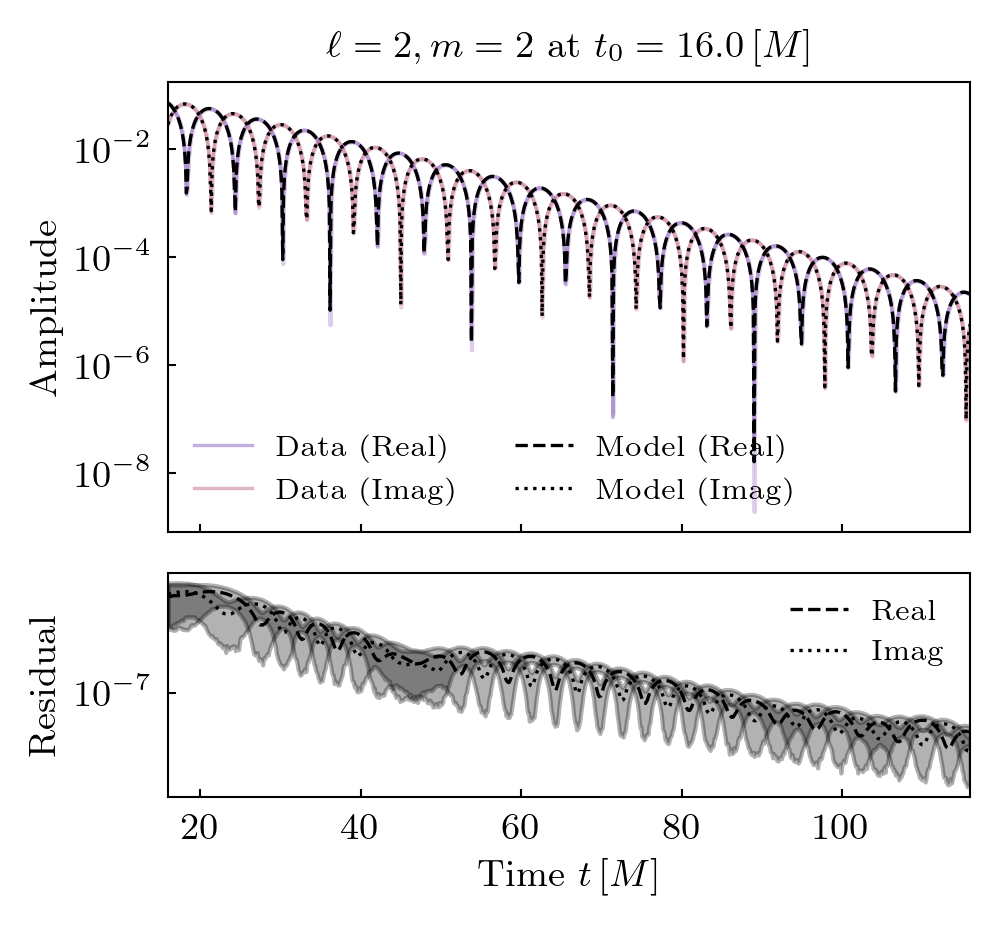 ℓ = 2, m = 2 at t₀ = 16.0 [M]
Amplitude
10⁻²
10⁻⁴
10⁻⁶
10⁻⁸
Data (Real)
Data (Imag)
Model (Real)
Model (Imag)
Residual
10⁻⁷
Real
Imag
20 40 60 80 100
Time t [M]